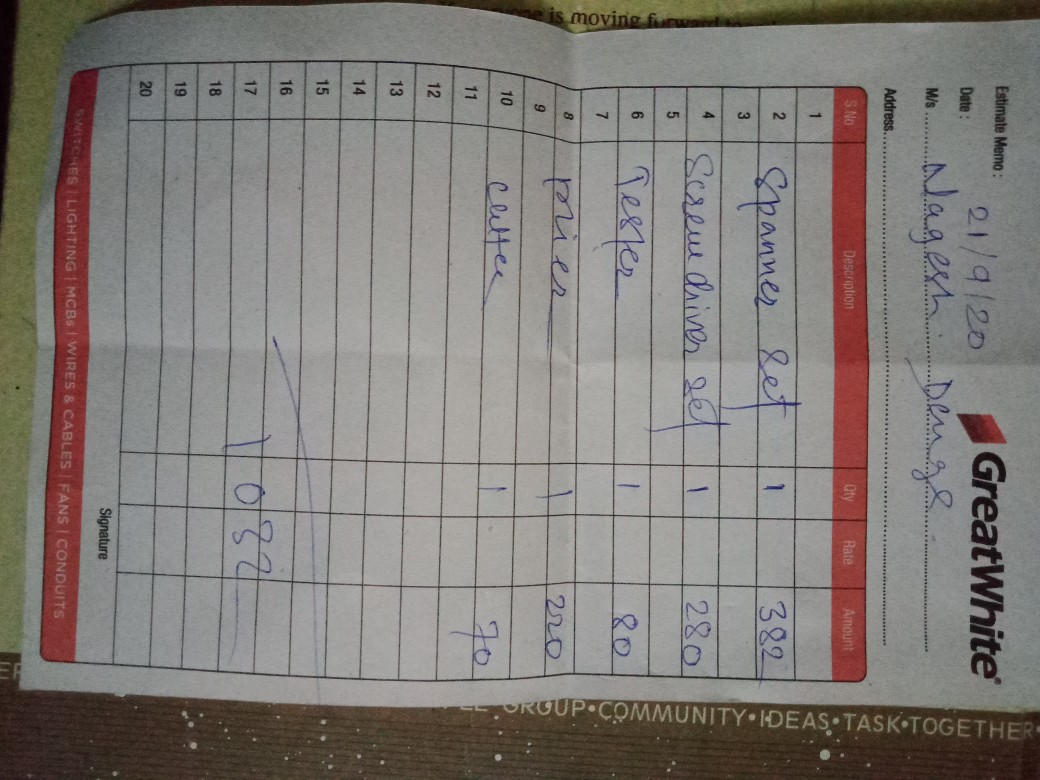 e is moving forward
Estimate Memo :
GreatWhite®
Date : 21/9/20
M/s Nagesh. Denge.
Address
S.No Description Qty Rate Amount
1
2 Spanner Set 1 382
3
4 Screwdriver set 1 280
5
6 Tester 1 80
7
8
9 Plier 1 220
10 cutter 1 70
11
12
13
14
15
16
17 1032
18
19
20
Signature
SWITCHES | LIGHTING | MCBs | WIRES & CABLES | FANS | CONDUITS
GROUP•COMMUNITY•IDEAS•TASK•TOGETHER